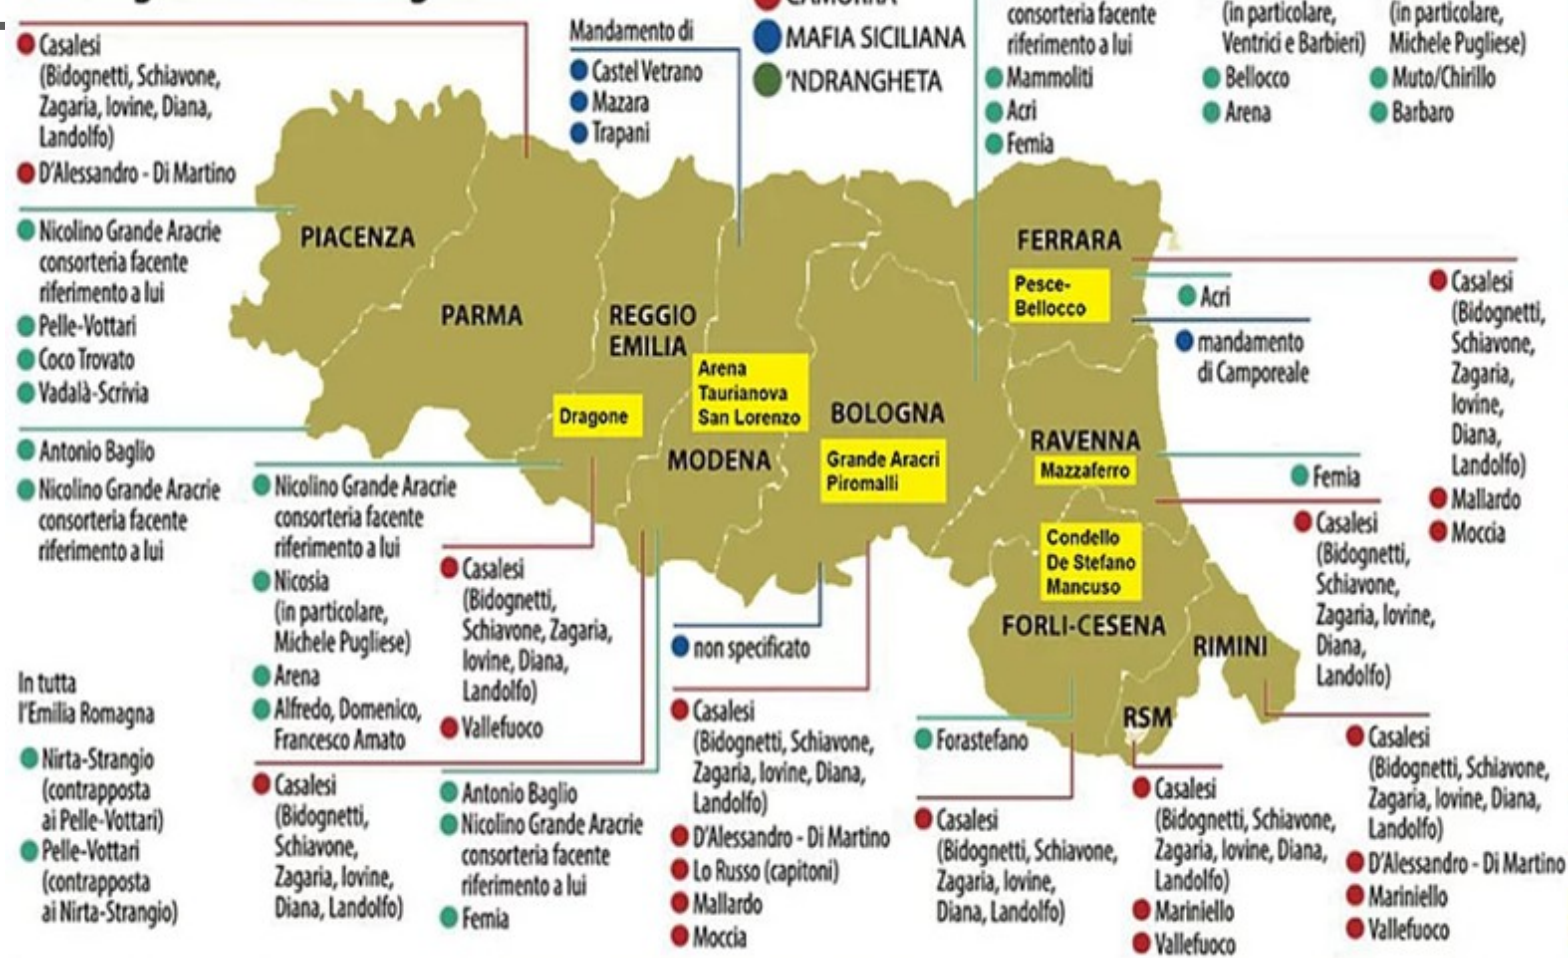 Casalesi
(Bidognetti, Schiavone,
Zagaria, Iovine, Diana,
Landolfo)
D'Alessandro - Di Martino
Nicolino Grande Aracrie
consorteria facente
riferimento a lui
Pelle-Vottari
Coco Trovato
Vadalà-Scrivia
Antonio Baglio
Nicolino Grande Aracrie
consorteria facente
riferimento a lui
Mandamento di
Castel Vetrano
Mazara
Trapani
CAMORRA
MAFIA SICILIANA
'NDRANGHETA
consorteria facente
riferimento a lui
Mammoliti
Acri
Femia
(in particolare,
Ventrici e Barbieri)
Bellocco
Arena
(in particolare,
Michele Pugliese)
Muto/Chirillo
Barbaro
PIACENZA
PARMA
REGGIO
EMILIA
Dragone
Arena
Taurianova
San Lorenzo
MODENA
BOLOGNA
Grande Aracri
Piromalli
FERRARA
Pesce-
Bellocco
RAVENNA
Mazzaferro
Condello
De Stefano
Mancuso
FORLI-CESENA
RIMINI
RSM
Acri
mandamento
di Camporeale
Casalesi
(Bidognetti,
Schiavone,
Zagaria,
Iovine,
Diana,
Landolfo)
Mallardo
Moccia
Femia
Casalesi
(Bidognetti,
Schiavone,
Zagaria, Iovine,
Diana,
Landolfo)
Nicolino Grande Aracrie
consorteria facente
riferimento a lui
Nicosia
(in particolare,
Michele Pugliese)
Arena
Alfredo, Domenico,
Francesco Amato
Casalesi
(Bidognetti,
Schiavone, Zagaria,
Iovine, Diana,
Landolfo)
Vallefuoco
In tutta
l'Emilia Romagna
Nirta-Strangio
(contrapposta
ai Pelle-Vottari)
Pelle-Vottari
(contrapposta
ai Nirta-Strangio)
Casalesi
(Bidognetti,
Schiavone,
Zagaria, Iovine,
Diana, Landolfo)
Antonio Baglio
Nicolino Grande Aracrie
consorteria facente
riferimento a lui
Femia
non specificato
Casalesi
(Bidognetti, Schiavone,
Zagaria, Iovine, Diana,
Landolfo)
D'Alessandro - Di Martino
Lo Russo (capitoni)
Mallardo
Moccia
Forastefano
Casalesi
(Bidognetti, Schiavone,
Zagaria, Iovine,
Diana, Landolfo)
Casalesi
(Bidognetti, Schiavone,
Zagaria, Iovine, Diana,
Landolfo)
Mariniello
Vallefuoco
Casalesi
(Bidognetti, Schiavone,
Zagaria, Iovine, Diana,
Landolfo)
D'Alessandro - Di Martino
Mariniello
Vallefuoco